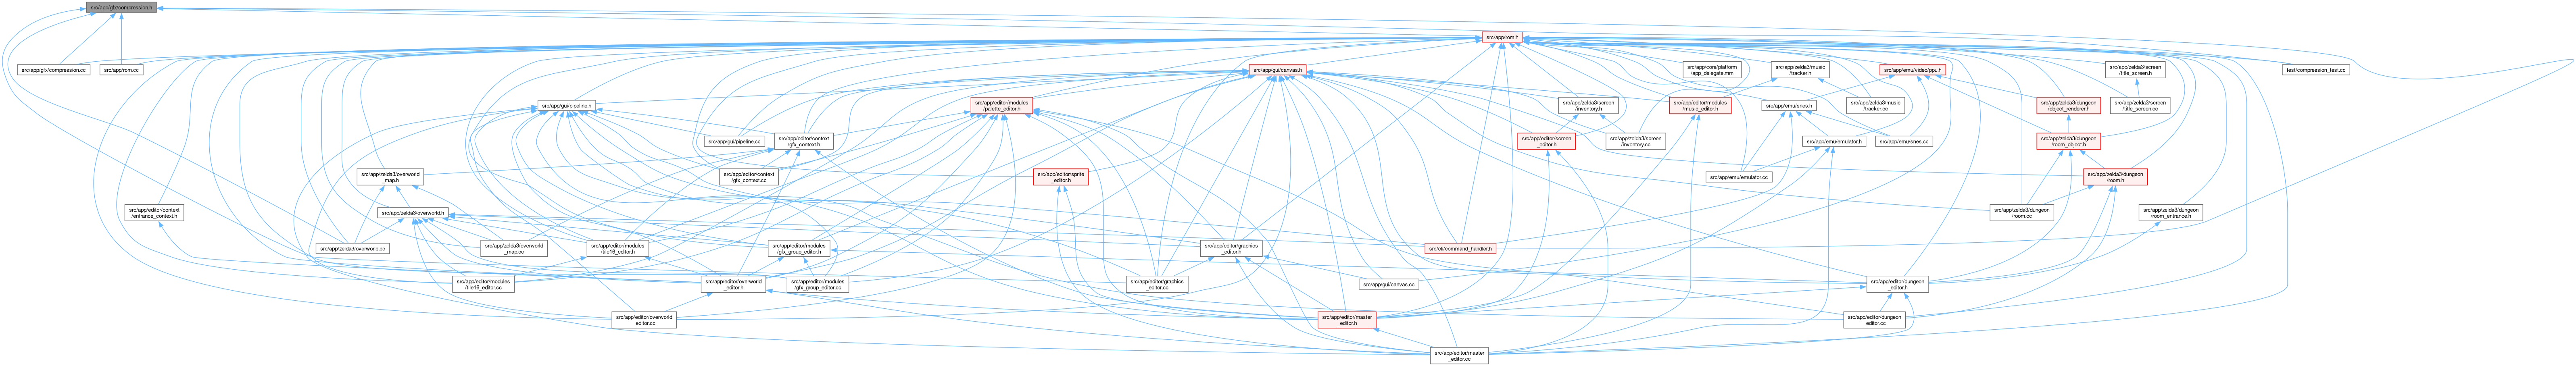 src/app/gfx/compression.h
src/app/rom.h
src/app/gfx/compression.cc
src/app/rom.cc
src/app/gui/canvas.h
src/app/core/platform
/app_delegate.mm
src/app/zelda3/music
/tracker.h
src/app/emu/video/ppu.h
src/app/zelda3/screen
/title_screen.h
test/compression_test.cc
src/app/gui/pipeline.h
src/app/editor/modules
/palette_editor.h
src/app/zelda3/screen
/inventory.h
src/app/editor/modules
/music_editor.h
src/app/emu/snes.h
src/app/zelda3/music
/tracker.cc
src/app/zelda3/dungeon
/object_renderer.h
src/app/zelda3/screen
/title_screen.cc
src/app/gui/pipeline.cc
src/app/editor/context
/gfx_context.h
src/app/editor/screen
_editor.h
src/app/zelda3/screen
/inventory.cc
src/app/emu/emulator.h
src/app/emu/snes.cc
src/app/zelda3/dungeon
/room_object.h
src/app/zelda3/overworld
_map.h
src/app/editor/context
/gfx_context.cc
src/app/editor/sprite
_editor.h
src/app/emu/emulator.cc
src/app/zelda3/dungeon
/room.h
src/app/editor/context
/entrance_context.h
src/app/zelda3/overworld.h
src/app/zelda3/dungeon
/room.cc
src/app/zelda3/dungeon
/room_entrance.h
src/app/zelda3/overworld.cc
src/app/zelda3/overworld
_map.cc
src/app/editor/modules
/tile16_editor.h
src/app/editor/modules
/gfx_group_editor.h
src/app/editor/graphics
_editor.h
src/cli/command_handler.h
src/app/editor/modules
/tile16_editor.cc
src/app/editor/overworld
_editor.h
src/app/editor/modules
/gfx_group_editor.cc
src/app/editor/graphics
_editor.cc
src/app/gui/canvas.cc
src/app/editor/dungeon
_editor.h
src/app/editor/overworld
_editor.cc
src/app/editor/master
_editor.h
src/app/editor/dungeon
_editor.cc
src/app/editor/master
_editor.cc